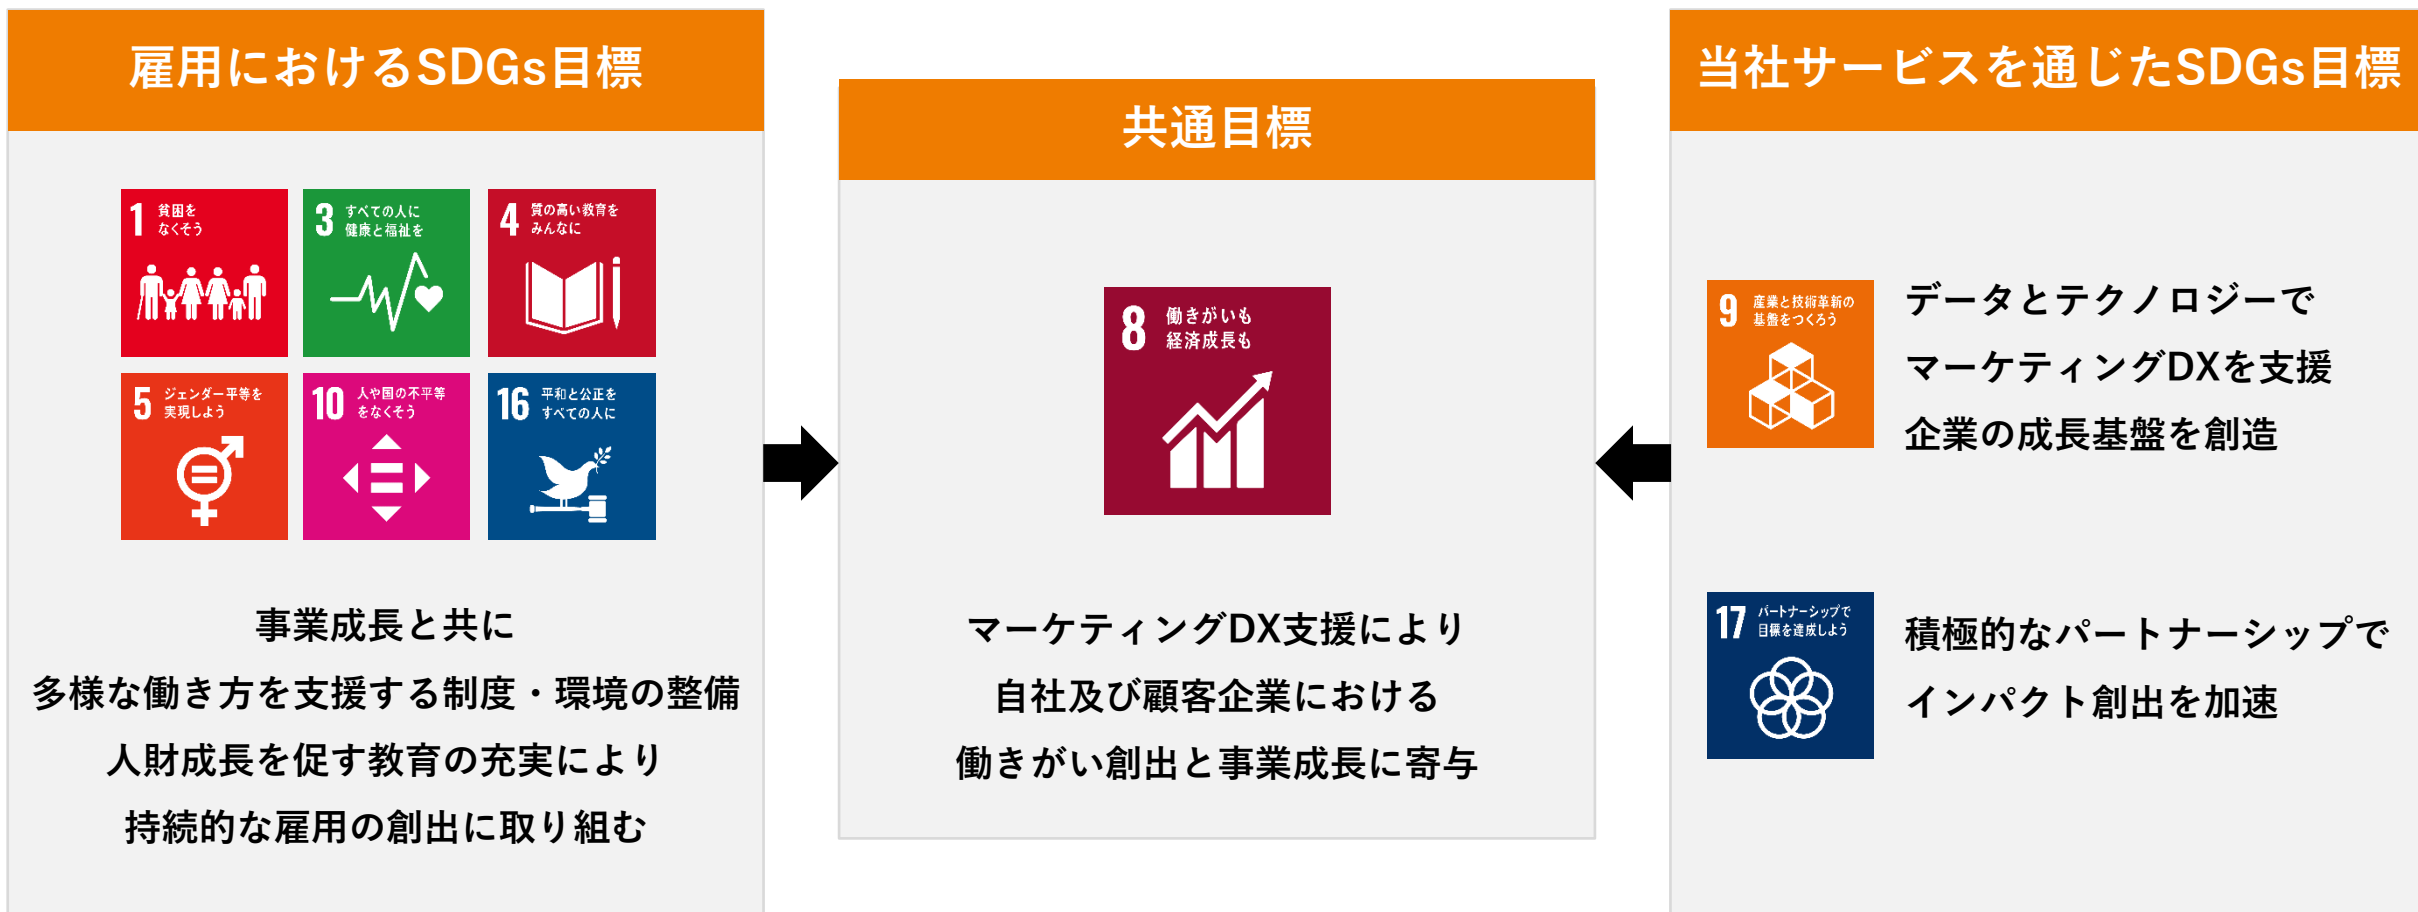 雇用におけるSDGs目標
1 貧困を
なくそう
3 すべての人に
健康と福祉を
4 質の高い教育を
みんなに
5 ジェンダー平等を
実現しよう
10 人や国の不平等
をなくそう
16 平和と公正を
すべての人に
事業成長と共に
多様な働き方を支援する制度・環境の整備
人財成長を促す教育の充実により
持続的な雇用の創出に取り組む
共通目標
8 働きがいも
経済成長も
マーケティングDX支援により
自社及び顧客企業における
働きがい創出と事業成長に寄与
当社サービスを通じたSDGs目標
9 産業と技術革新の
基盤をつくろう
データとテクノロジーで
マーケティングDXを支援
企業の成長基盤を創造
17 パートナーシップで
目標を達成しよう
積極的なパートナーシップで
インパクト創出を加速